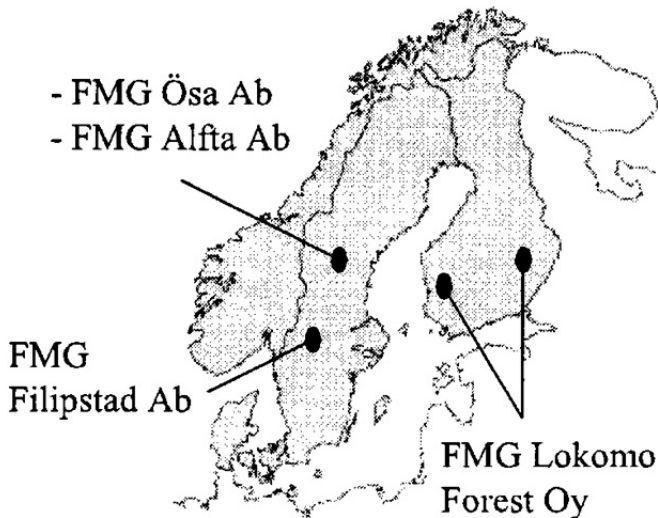 - FMG Ösa Ab
- FMG Alfta Ab
FMG
Filipstad Ab
FMG Lokomo
Forest Oy